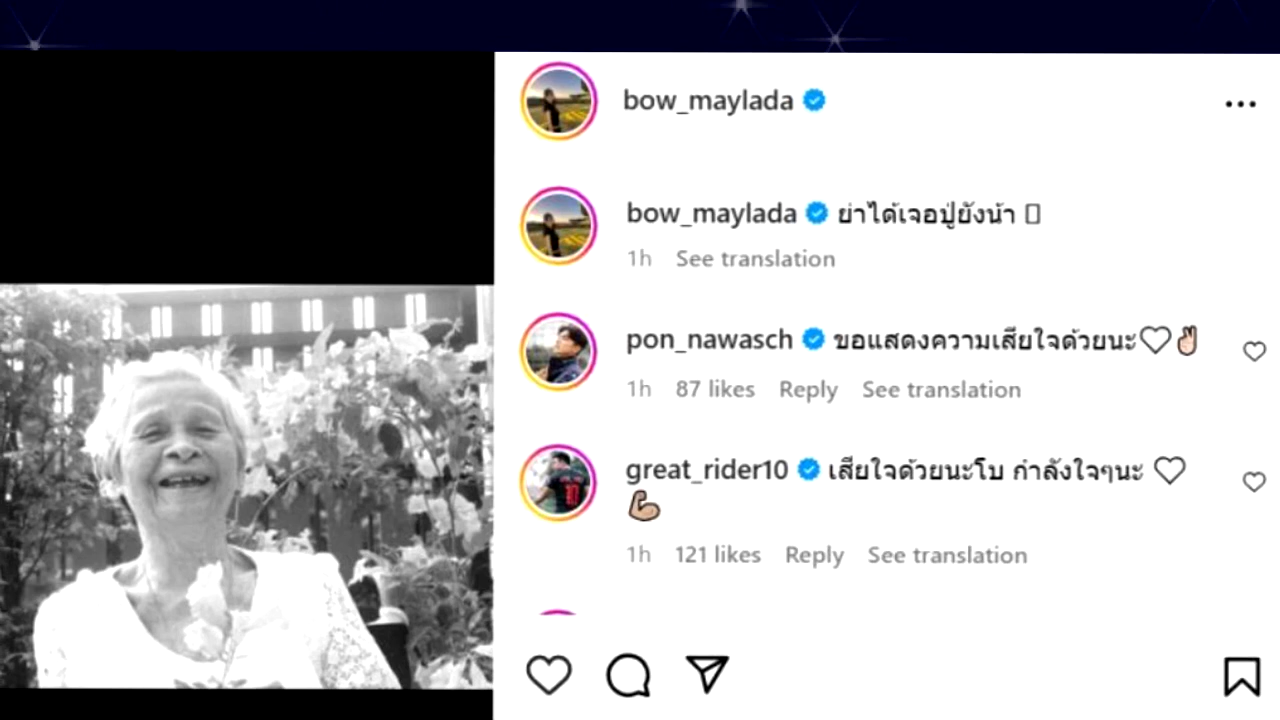 bow_maylada
bow_maylada ย่าได้เจอปู่ยังน้า
1h See translation
pon_nawasch ขอแสดงความเสียใจด้วยนะ♡✌🏻
1h 87 likes Reply See translation
great_rider10 เสียใจด้วยนะโบ กำลังใจๆนะ ♡
💪🏼
1h 121 likes Reply See translation